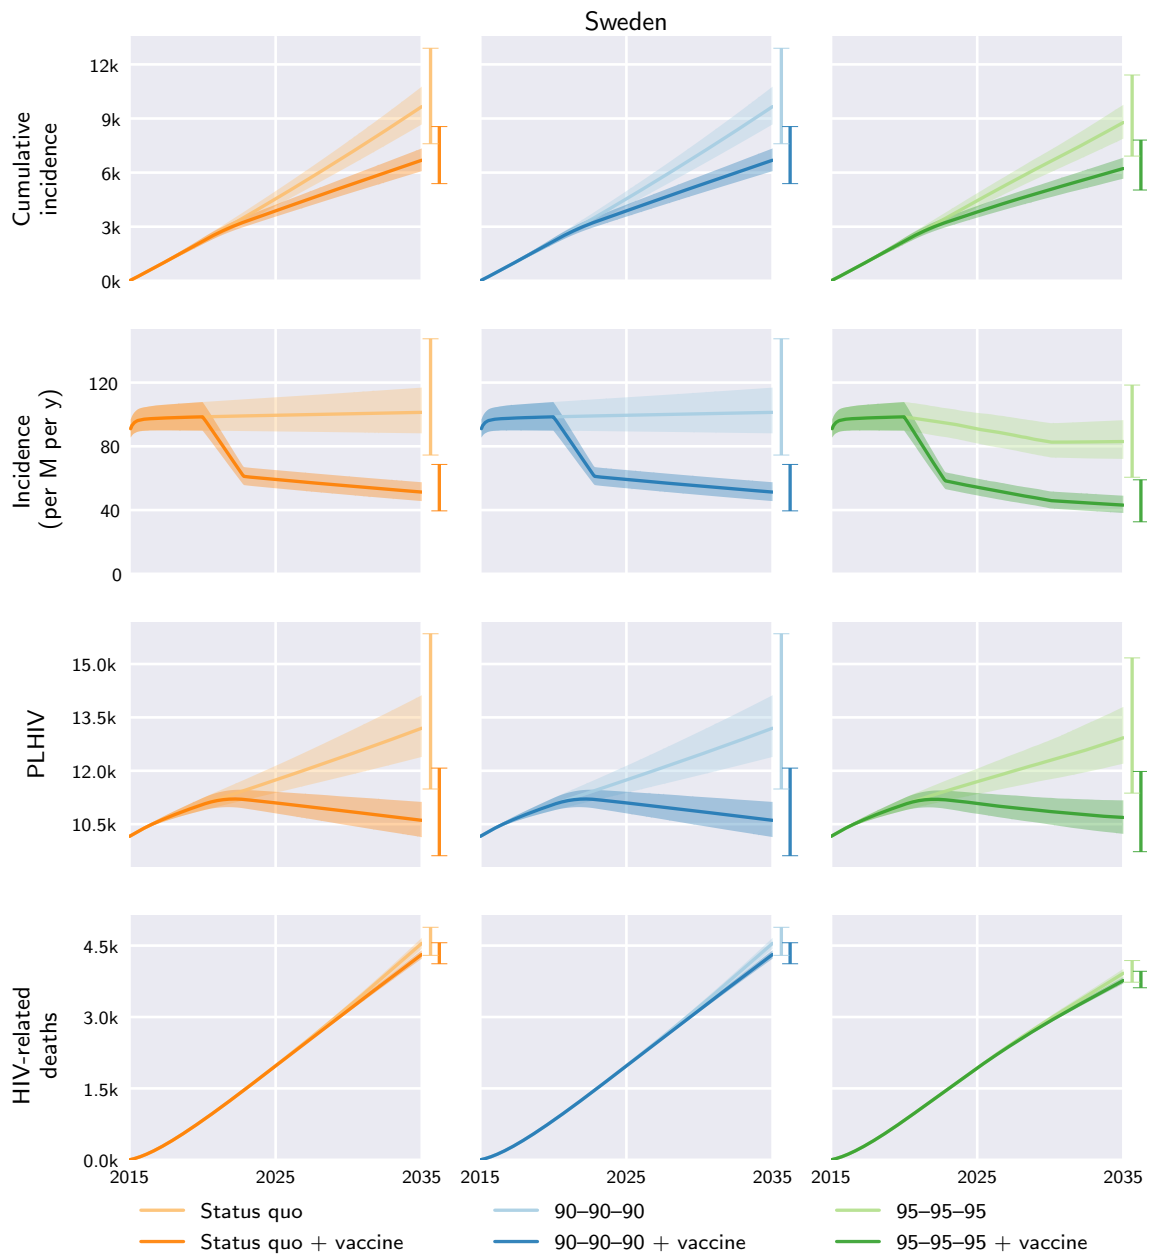 Sweden
Cumulative
incidence
12k
9k
6k
3k
0k
Incidence
(per M per y)
120
80
40
0
PLHIV
15.0k
13.5k
12.0k
10.5k
HIV-related
deaths
4.5k
3.0k
1.5k
0.0k
2015 2025 2035 2015 2025 2035 2015 2025 2035
Status quo 90–90–90 95–95–95
Status quo + vaccine 90–90–90 + vaccine 95–95–95 + vaccine